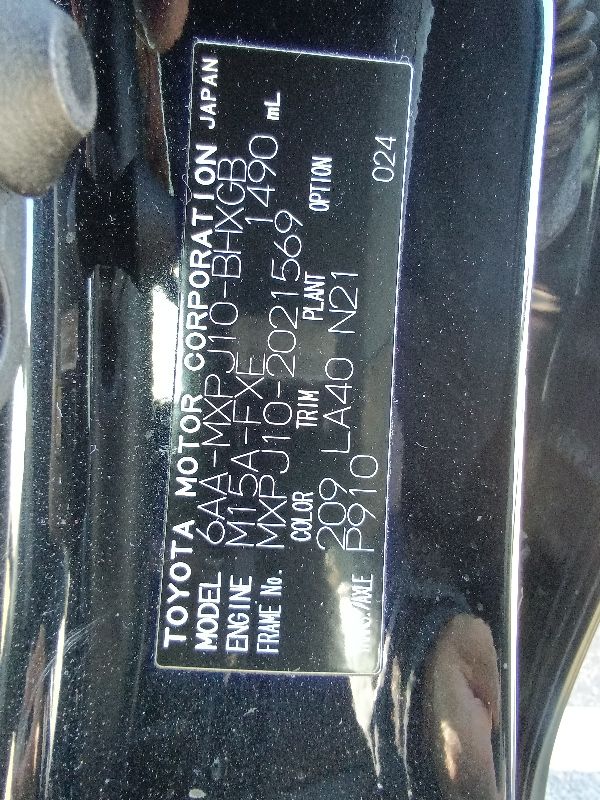 TOYOTA MOTOR CORPORATION JAPAN
MODEL 6AA-MXPJ10-BHXGB
ENGINE M15A-FXE 1490 mL
FRAME No. MXPJ10-2021569
COLOR TRIM PLANT OPTION
209 LA40 N21
/AXLE P910 024